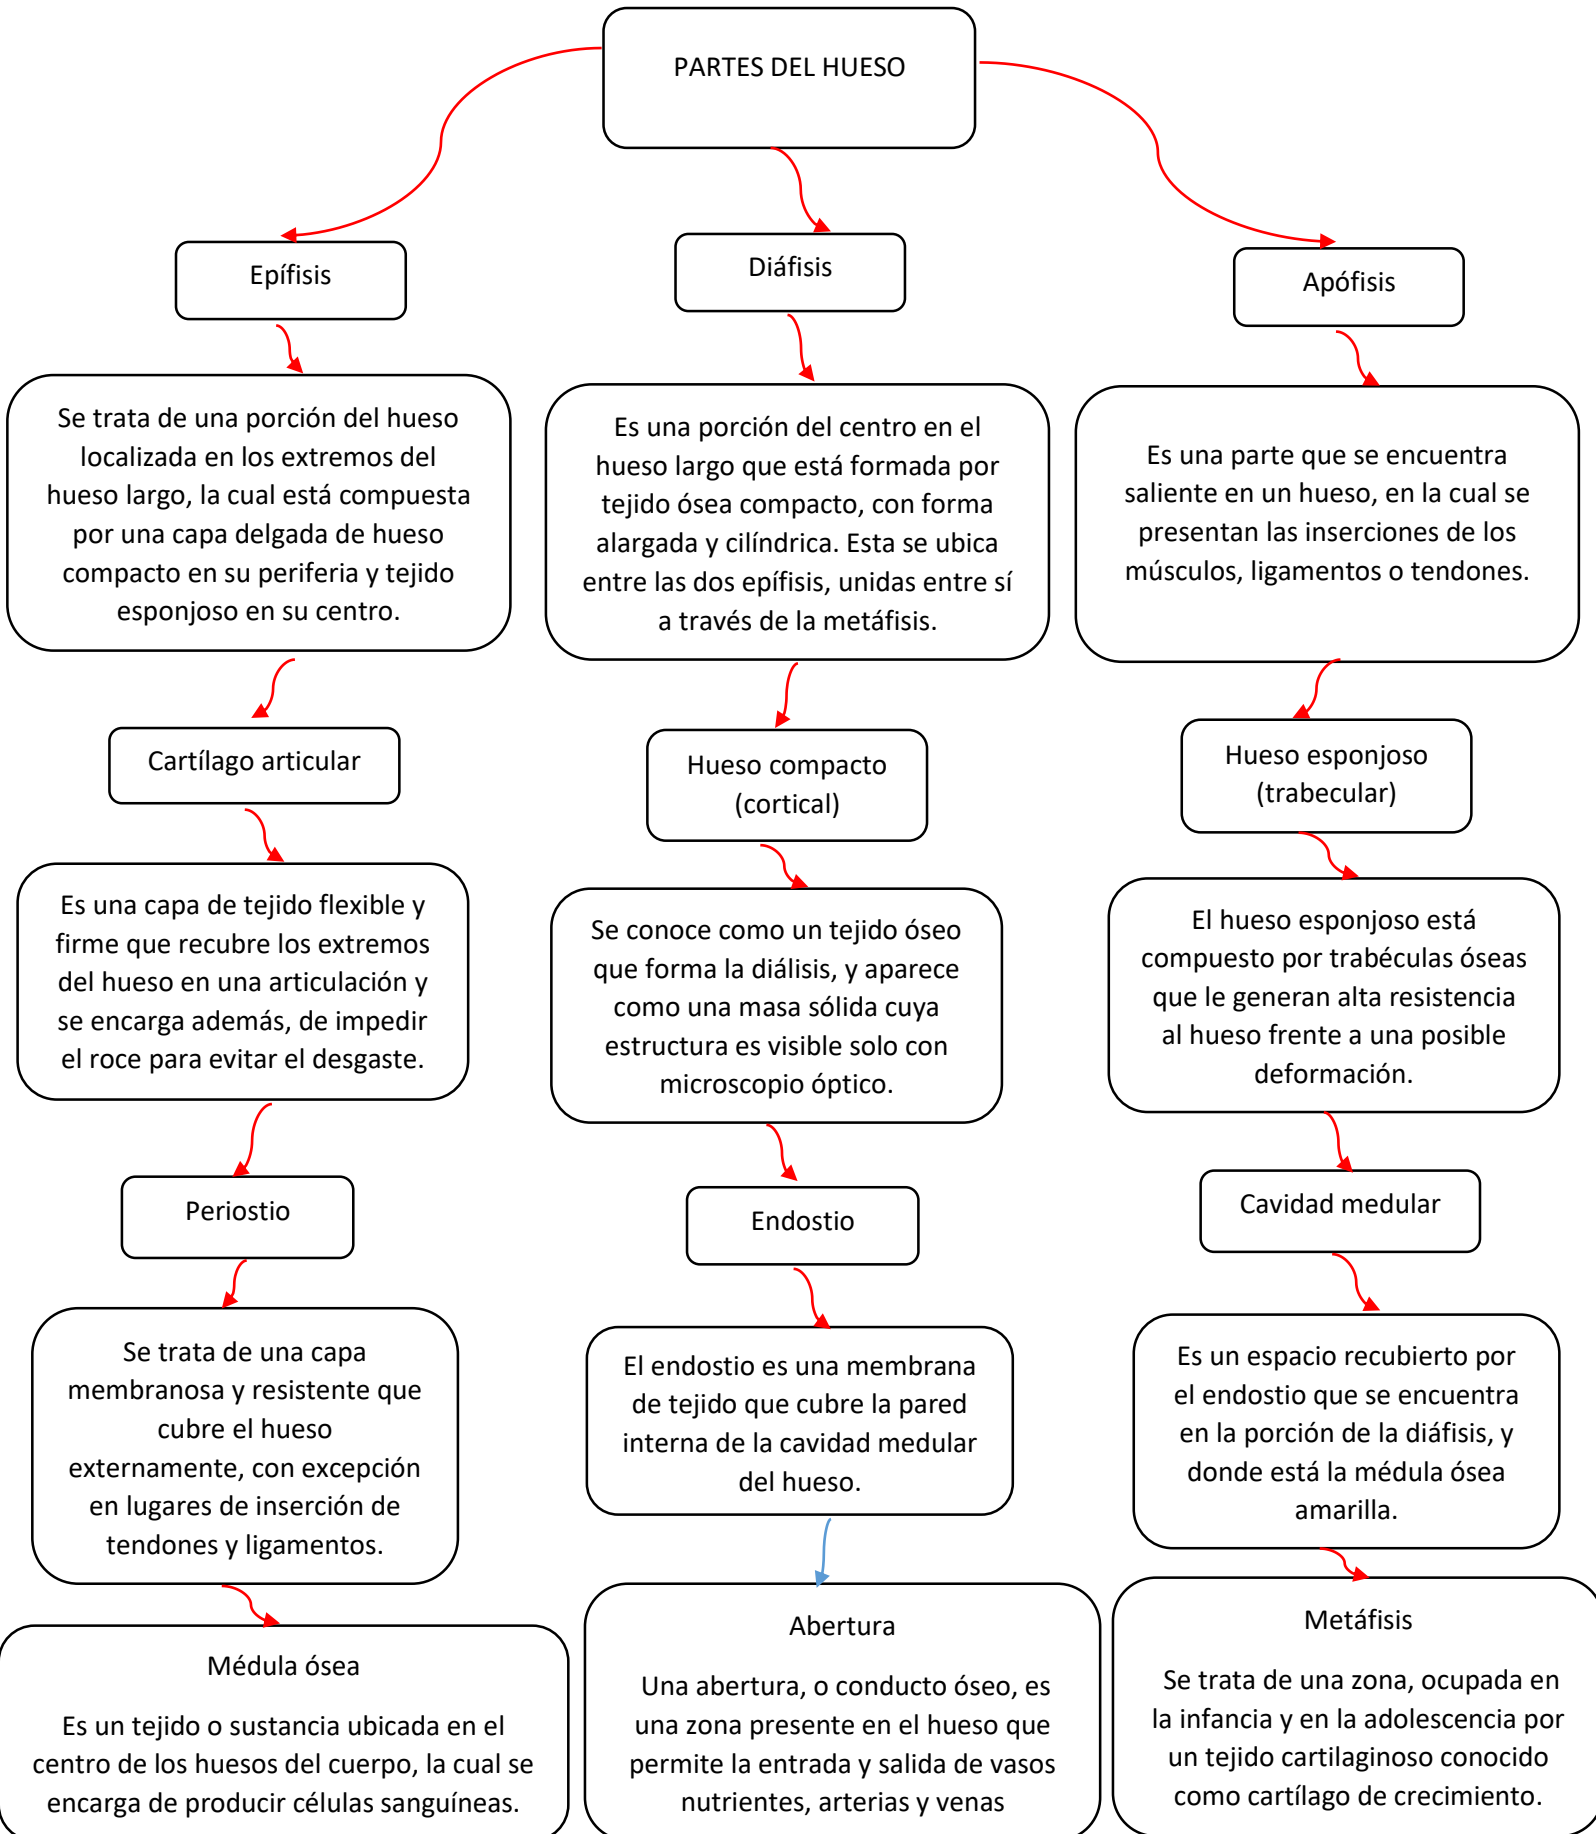 PARTES DEL HUESO
Epífisis
Diáfisis
Apófisis
Se trata de una porción del hueso
localizada en los extremos del
hueso largo, la cual está compuesta
por una capa delgada de hueso
compacto en su periferia y tejido
esponjoso en su centro.
Es una porción del centro en el
hueso largo que está formada por
tejido ósea compacto, con forma
alargada y cilíndrica. Esta se ubica
entre las dos epífisis, unidas entre sí
a través de la metáfisis.
Es una parte que se encuentra
saliente en un hueso, en la cual se
presentan las inserciones de los
músculos, ligamentos o tendones.
Cartílago articular
Hueso compacto
(cortical)
Hueso esponjoso
(trabecular)
Es una capa de tejido flexible y
firme que recubre los extremos
del hueso en una articulación y
se encarga además, de impedir
el roce para evitar el desgaste.
Se conoce como un tejido óseo
que forma la diálisis, y aparece
como una masa sólida cuya
estructura es visible solo con
microscopio óptico.
El hueso esponjoso está
compuesto por trabéculas óseas
que le generan alta resistencia
al hueso frente a una posible
deformación.
Periostio
Endostio
Cavidad medular
Se trata de una capa
membranosa y resistente que
cubre el hueso
externamente, con excepción
en lugares de inserción de
tendones y ligamentos.
El endostio es una membrana
de tejido que cubre la pared
interna de la cavidad medular
del hueso.
Es un espacio recubierto por
el endostio que se encuentra
en la porción de la diáfisis, y
donde está la médula ósea
amarilla.
Médula ósea
Es un tejido o sustancia ubicada en el
centro de los huesos del cuerpo, la cual se
encarga de producir células sanguíneas.
Abertura
Una abertura, o conducto óseo, es
una zona presente en el hueso que
permite la entrada y salida de vasos
nutrientes, arterias y venas
Metáfisis
Se trata de una zona, ocupada en
la infancia y en la adolescencia por
un tejido cartilaginoso conocido
como cartílago de crecimiento.